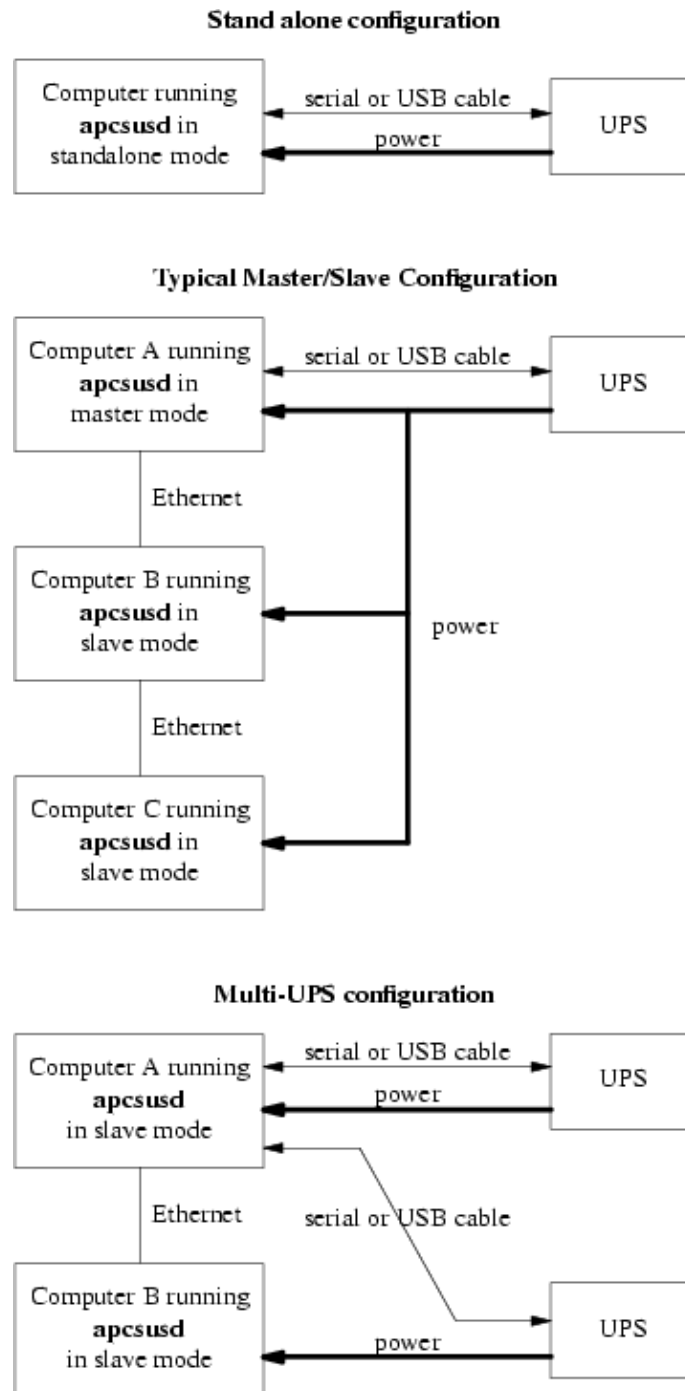 Stand alone configuration
Computer running
apcsusd in
standalone mode
serial or USB cable
power
UPS
Typical Master/Slave Configuration
Computer A running
apcsusd in
master mode
serial or USB cable
UPS
Ethernet
Computer B running
apcsusd in
slave mode
power
Ethernet
Computer C running
apcsusd in
slave mode
Multi-UPS configuration
Computer A running
apcsusd
in slave mode
serial or USB cable
power
UPS
Ethernet
serial or USB cable
Computer B running
apcsusd
in slave mode
power
UPS